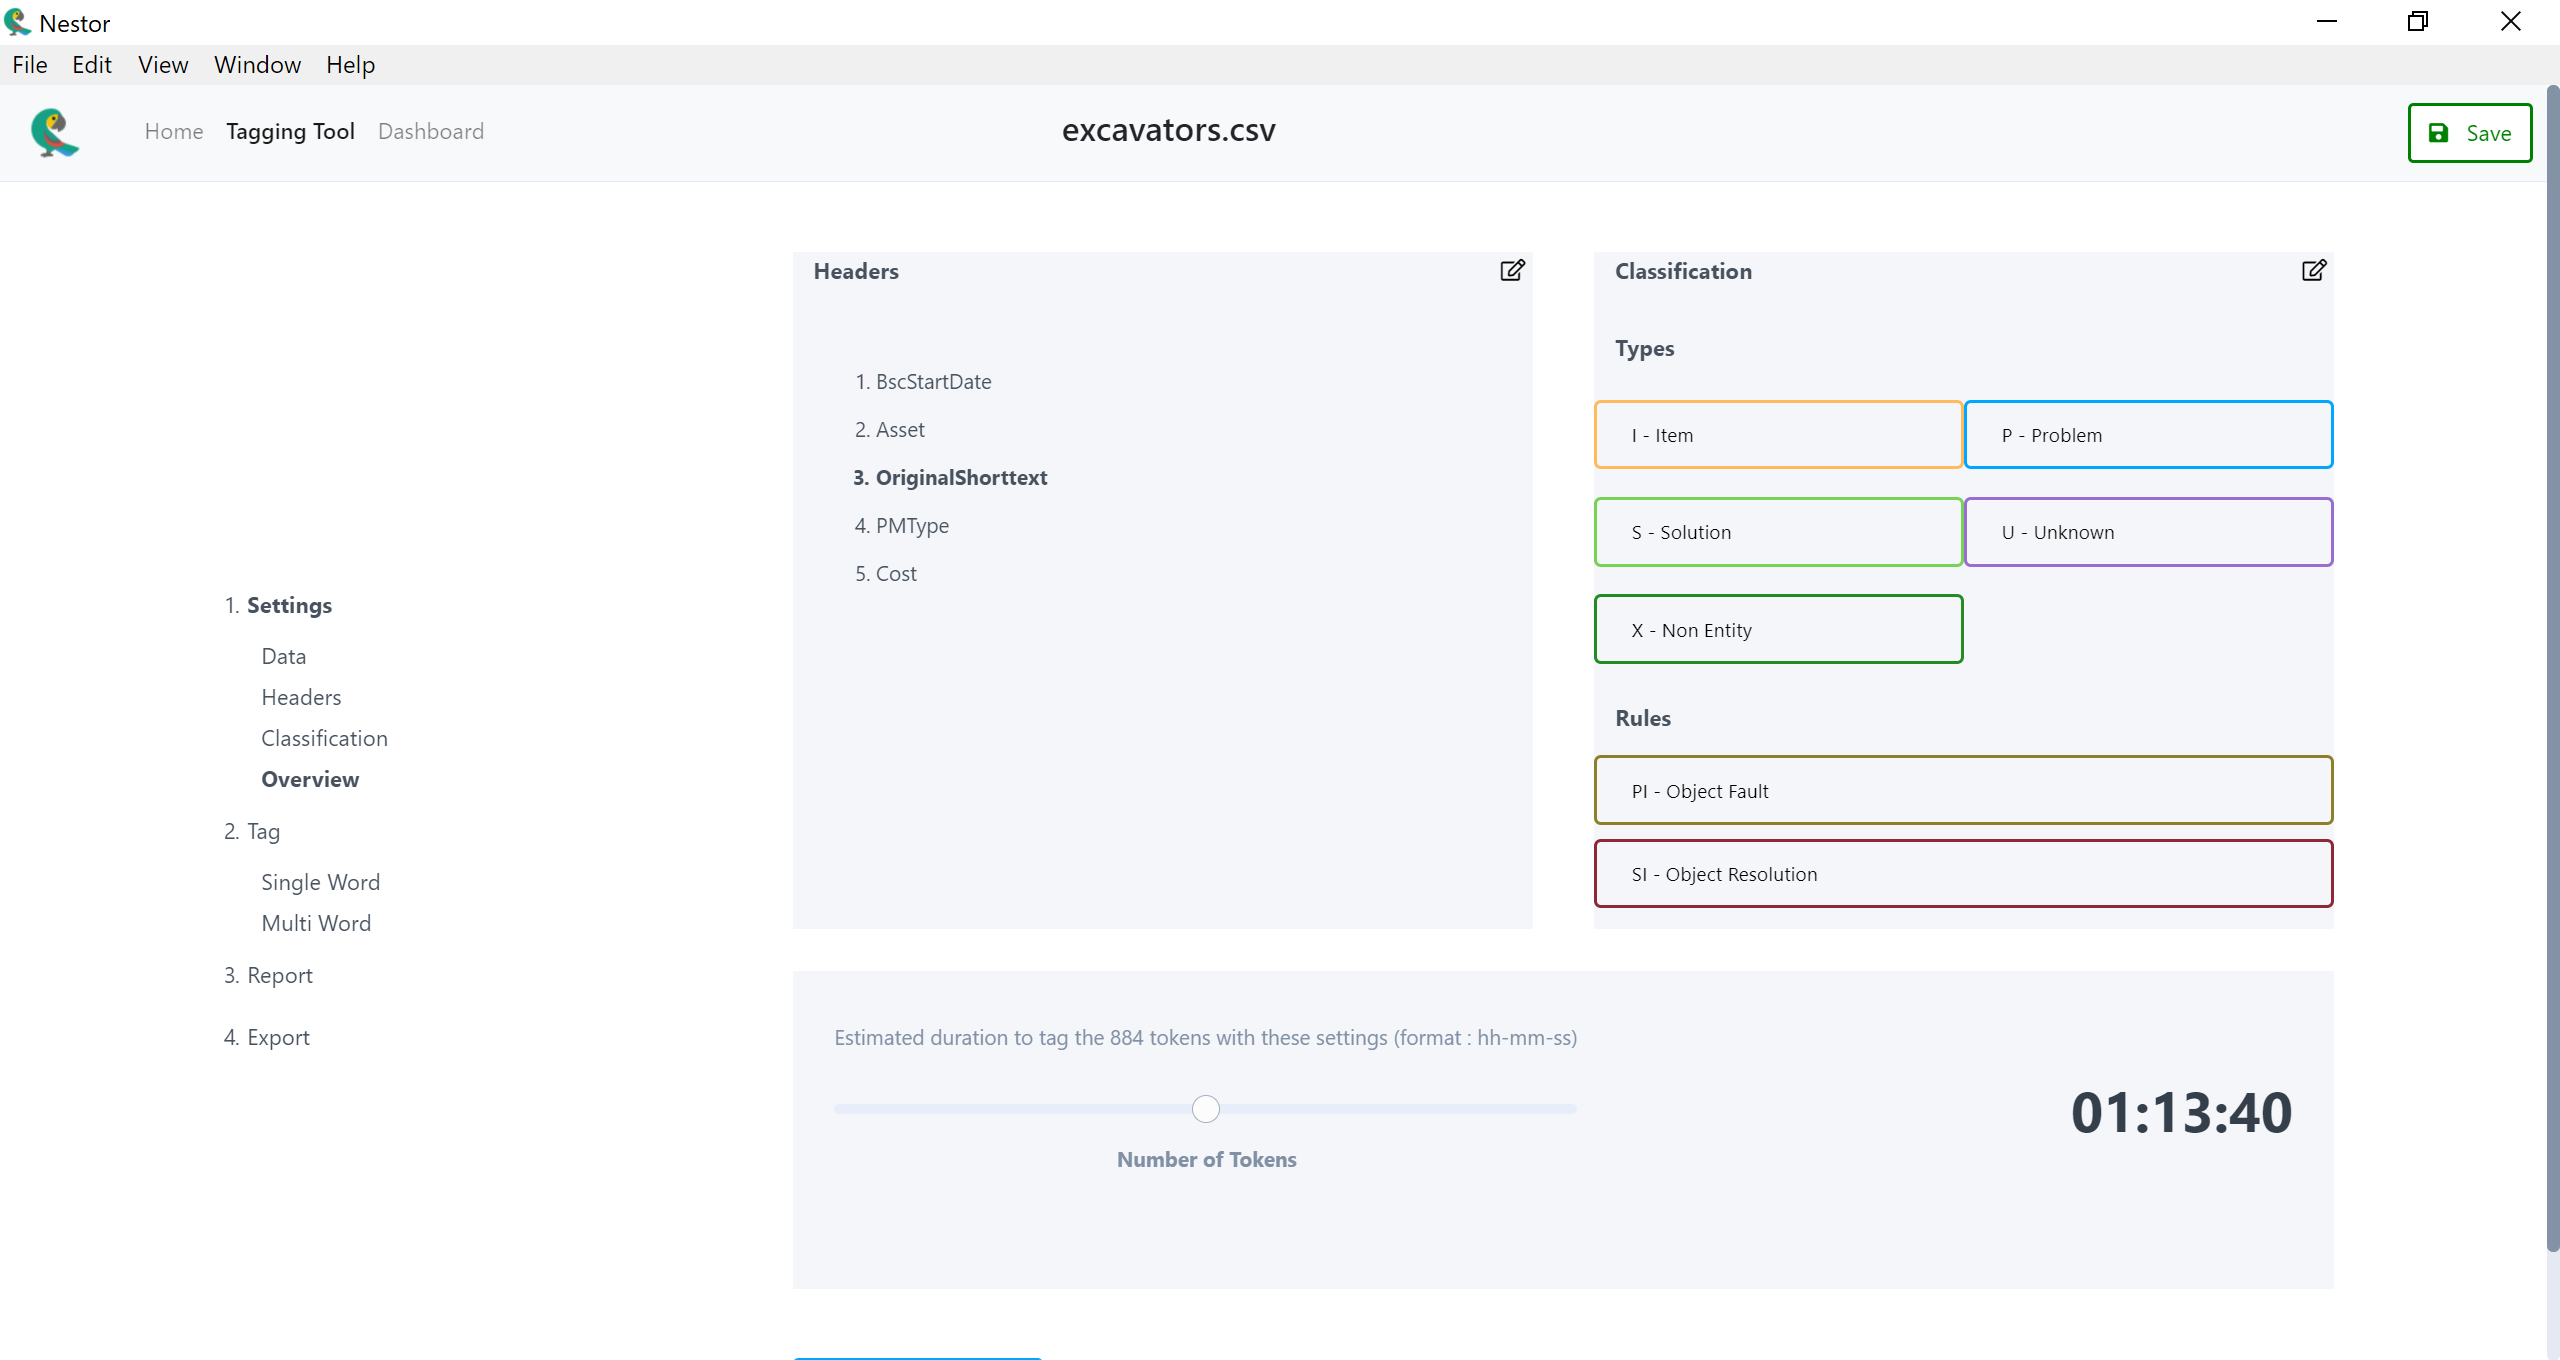 Nestor
File Edit View Window Help
Home Tagging Tool Dashboard
excavators.csv
Save
1. Settings
Data
Headers
Classification
Overview
2. Tag
Single Word
Multi Word
3. Report
4. Export
Headers
1. BscStartDate
2. Asset
3. OriginalShorttext
4. PMType
5. Cost
Classification
Types
I - Item
P - Problem
S - Solution
U - Unknown
X - Non Entity
Rules
PI - Object Fault
SI - Object Resolution
Estimated duration to tag the 884 tokens with these settings (format : hh-mm-ss)
Number of Tokens
01:13:40